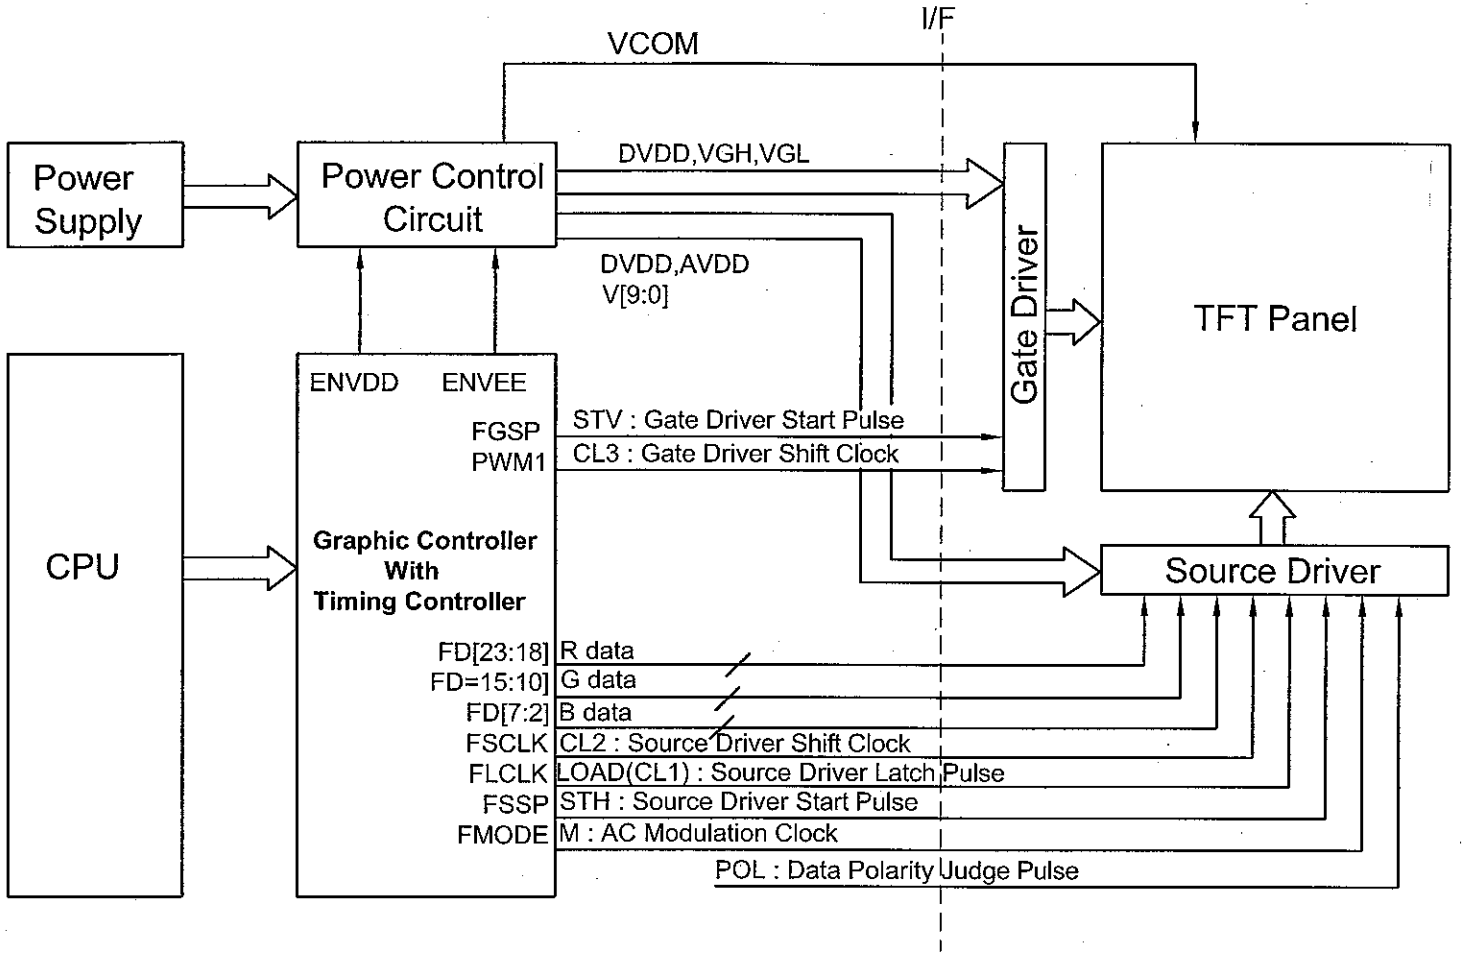 I/F
VCOM
DVDD,VGH,VGL
Power
Supply
Power Control
Circuit
DVDD,AVDD
V[9:0]
Gate Driver
TFT Panel
ENVDD
ENVEE
FGSP
STV : Gate Driver Start Pulse
PWM1
CL3 : Gate Driver Shift Clock
CPU
Graphic Controller
With
Timing Controller
Source Driver
FD[23:18]
R data
FD=15:10]
G data
FD[7:2]
B data
FSCLK
CL2 : Source Driver Shift Clock
FLCLK
LOAD(CL1) : Source Driver Latch Pulse
FSSP
STH : Source Driver Start Pulse
FMODE
M : AC Modulation Clock
POL : Data Polarity Judge Pulse